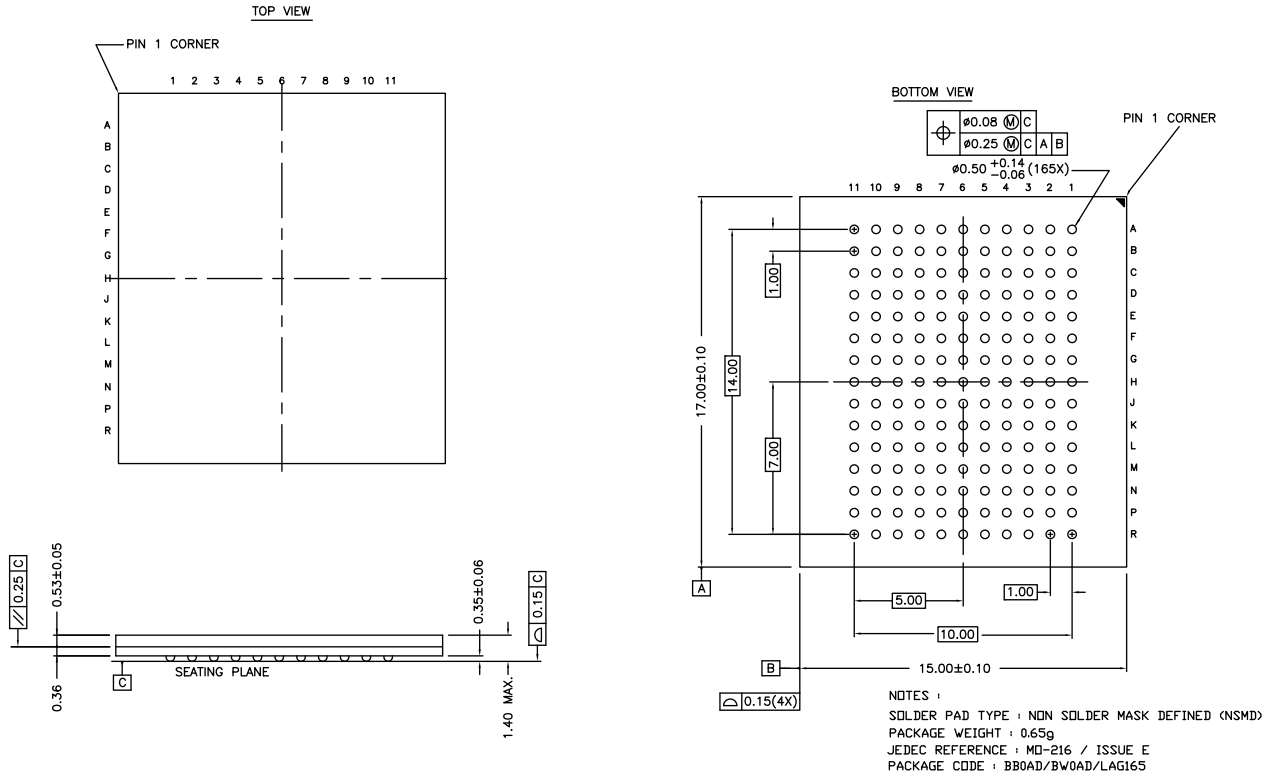 TOP VIEW
PIN 1 CORNER
1 2 3 4 5 6 7 8 9 10 11
A
B
C
D
E
F
G
H
J
K
L
M
N
P
R
BOTTOM VIEW
PIN 1 CORNER
ø0.08 Ⓜ C
ø0.25 Ⓜ C A B
ø0.50 +0.14 -0.06 (165X)
11 10 9 8 7 6 5 4 3 2 1
A
B
C
D
E
F
G
H
J
K
L
M
N
P
R
1.00
14.00
17.00±0.10
7.00
A
5.00
1.00
10.00
B
15.00±0.10
0.15(4X)
0.25 C
0.53±0.05
0.36
C
SEATING PLANE
0.35±0.06
0.15 C
1.40 MAX.
NOTES :
SOLDER PAD TYPE : NON SOLDER MASK DEFINED (NSMD)
PACKAGE WEIGHT : 0.65g
JEDEC REFERENCE : MO-216 / ISSUE E
PACKAGE CODE : BB0AD/BW0AD/LAG165